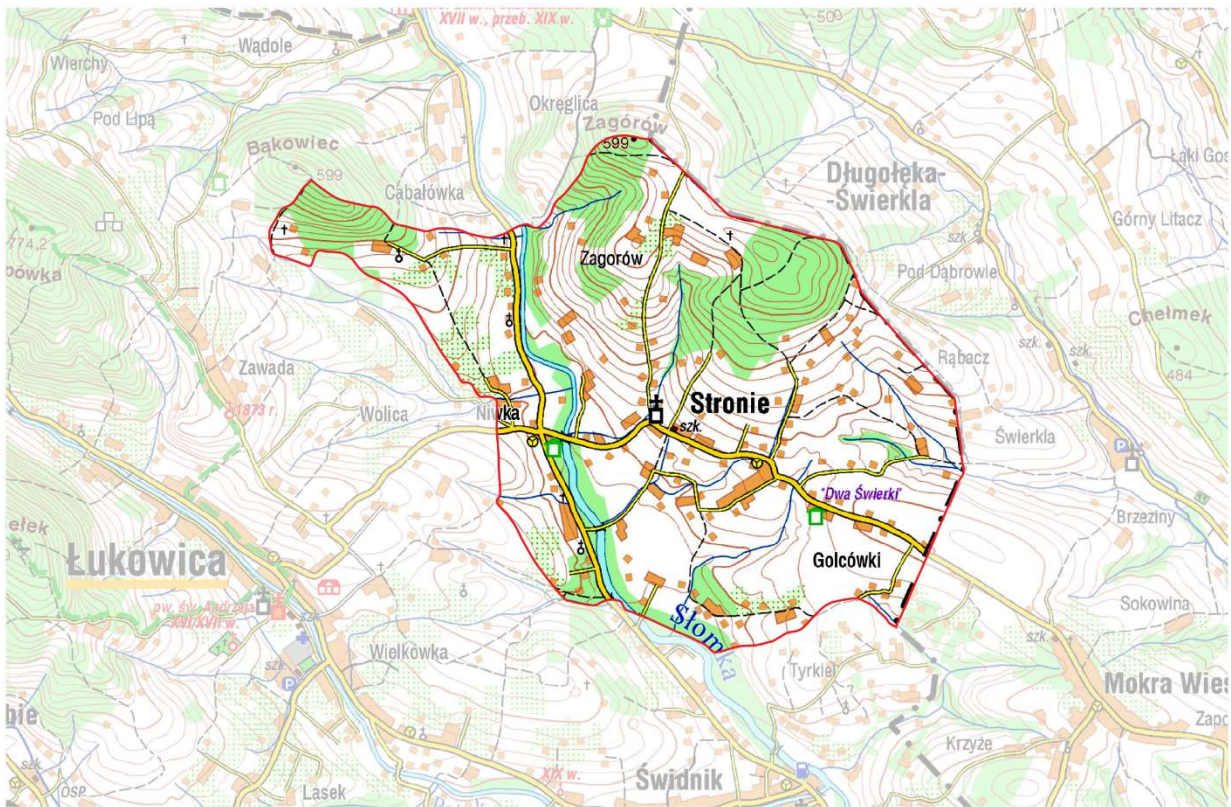 XVII w., przeb. XIX w.
500
Wądole
Wierchy
Okręglica
Pod Lipą
Zagórów
599
Bąkowiec
599
Cabałówka
Długołęka-
-Świerkla
Górny Litacz
szk.
774,2
Zagorów
Pod Dąbrowie
Chełmek
szk.
szk.
Rąbacz
484
Zawada
1873 r.
Wolica
Niwka
Stronie
szk.
Świerkla
P
"Dwa Świerki"
Brzeziny
Łukowica
Golcówki
pw. św. Andrzeja
XVI/XVII w.
szk.
Sokowina
Słomka
szk.
Wielkówka
Tyrkiel
P
Mokra Wieś
bie
szk.
Krzyże
XIX w.
Świdnik
OSP
Lasek